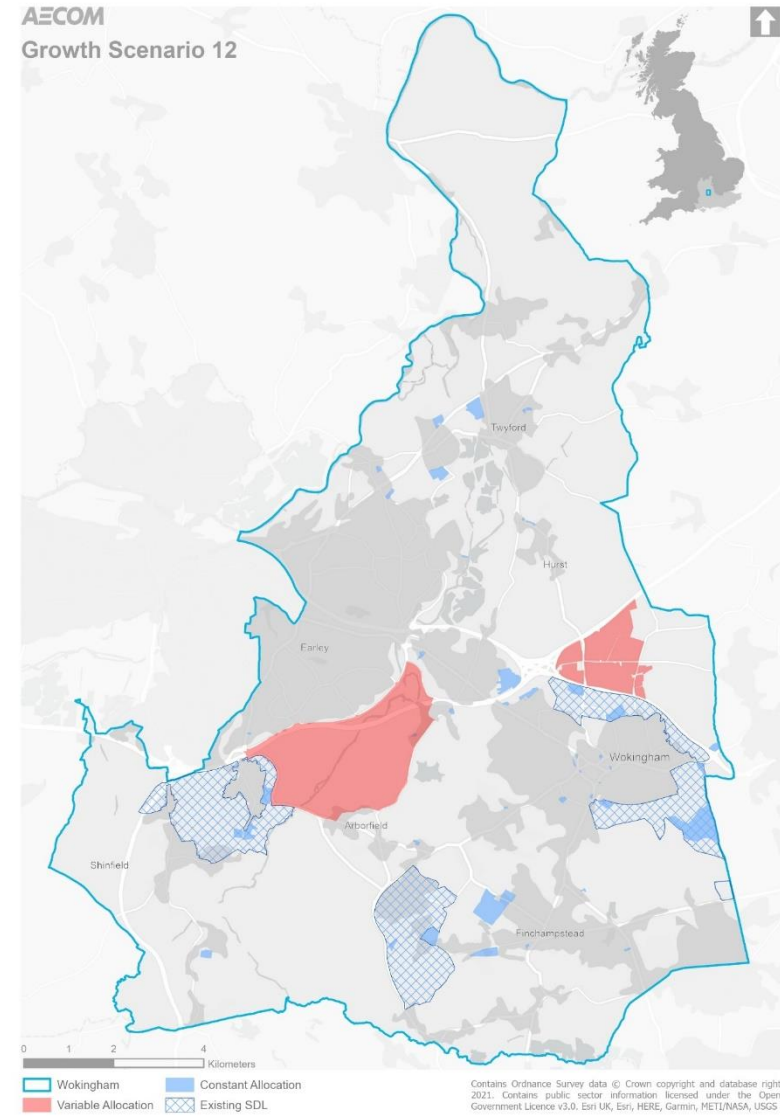 AECOM
Growth Scenario 12
Twyford
Hurst
Earley
Wokingham
Arborfield
Shinfield
Finchampstead
0 1 2 4
Kilometers
Wokingham
Constant Allocation
Variable Allocation
Existing SDL
Contains Ordnance Survey data © Crown copyright and database right
2021. Contains public sector information licensed under the Open
Government Licence v3.0. Esri UK, Esri, HERE, Garmin, METI/NASA, USGS